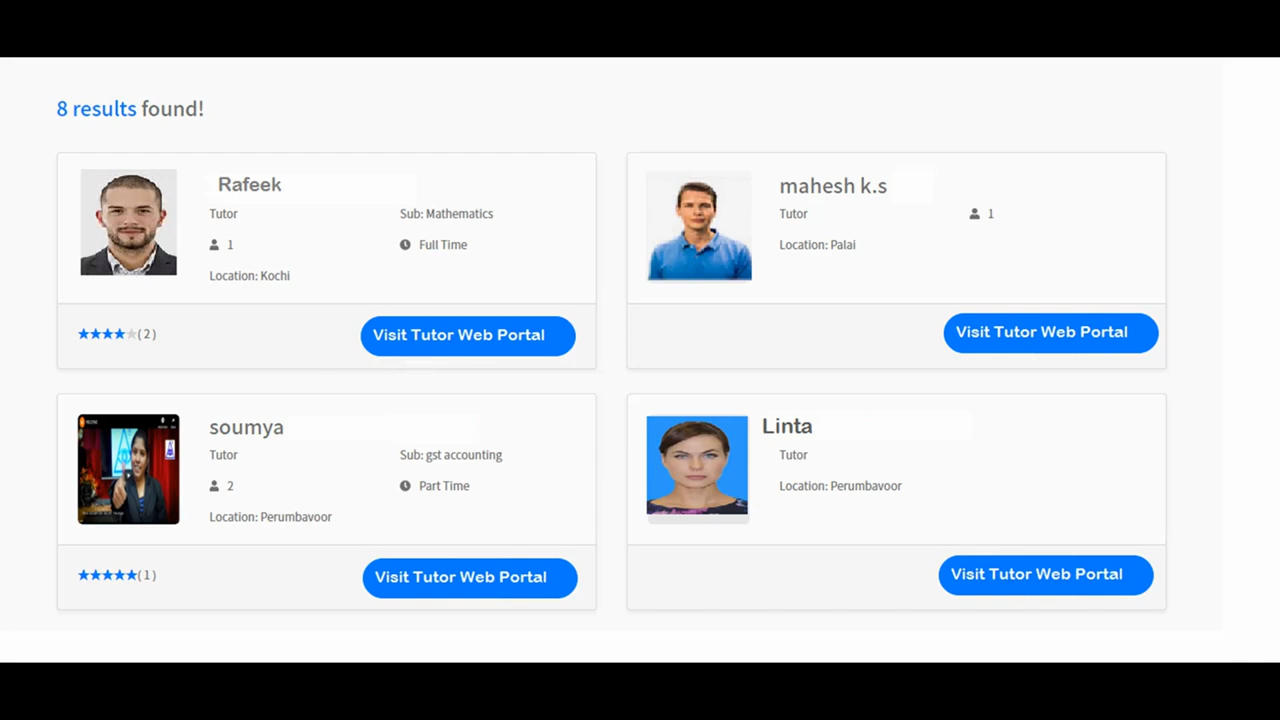 8 results found!
Rafeek
Tutor
Sub: Mathematics
1
Full Time
Location: Kochi
(2)
Visit Tutor Web Portal
mahesh k.s
Tutor
1
Location: Palai
Visit Tutor Web Portal
soumya
Tutor
Sub: gst accounting
2
Part Time
Location: Perumbavoor
(1)
Visit Tutor Web Portal
Linta
Tutor
Location: Perumbavoor
Visit Tutor Web Portal